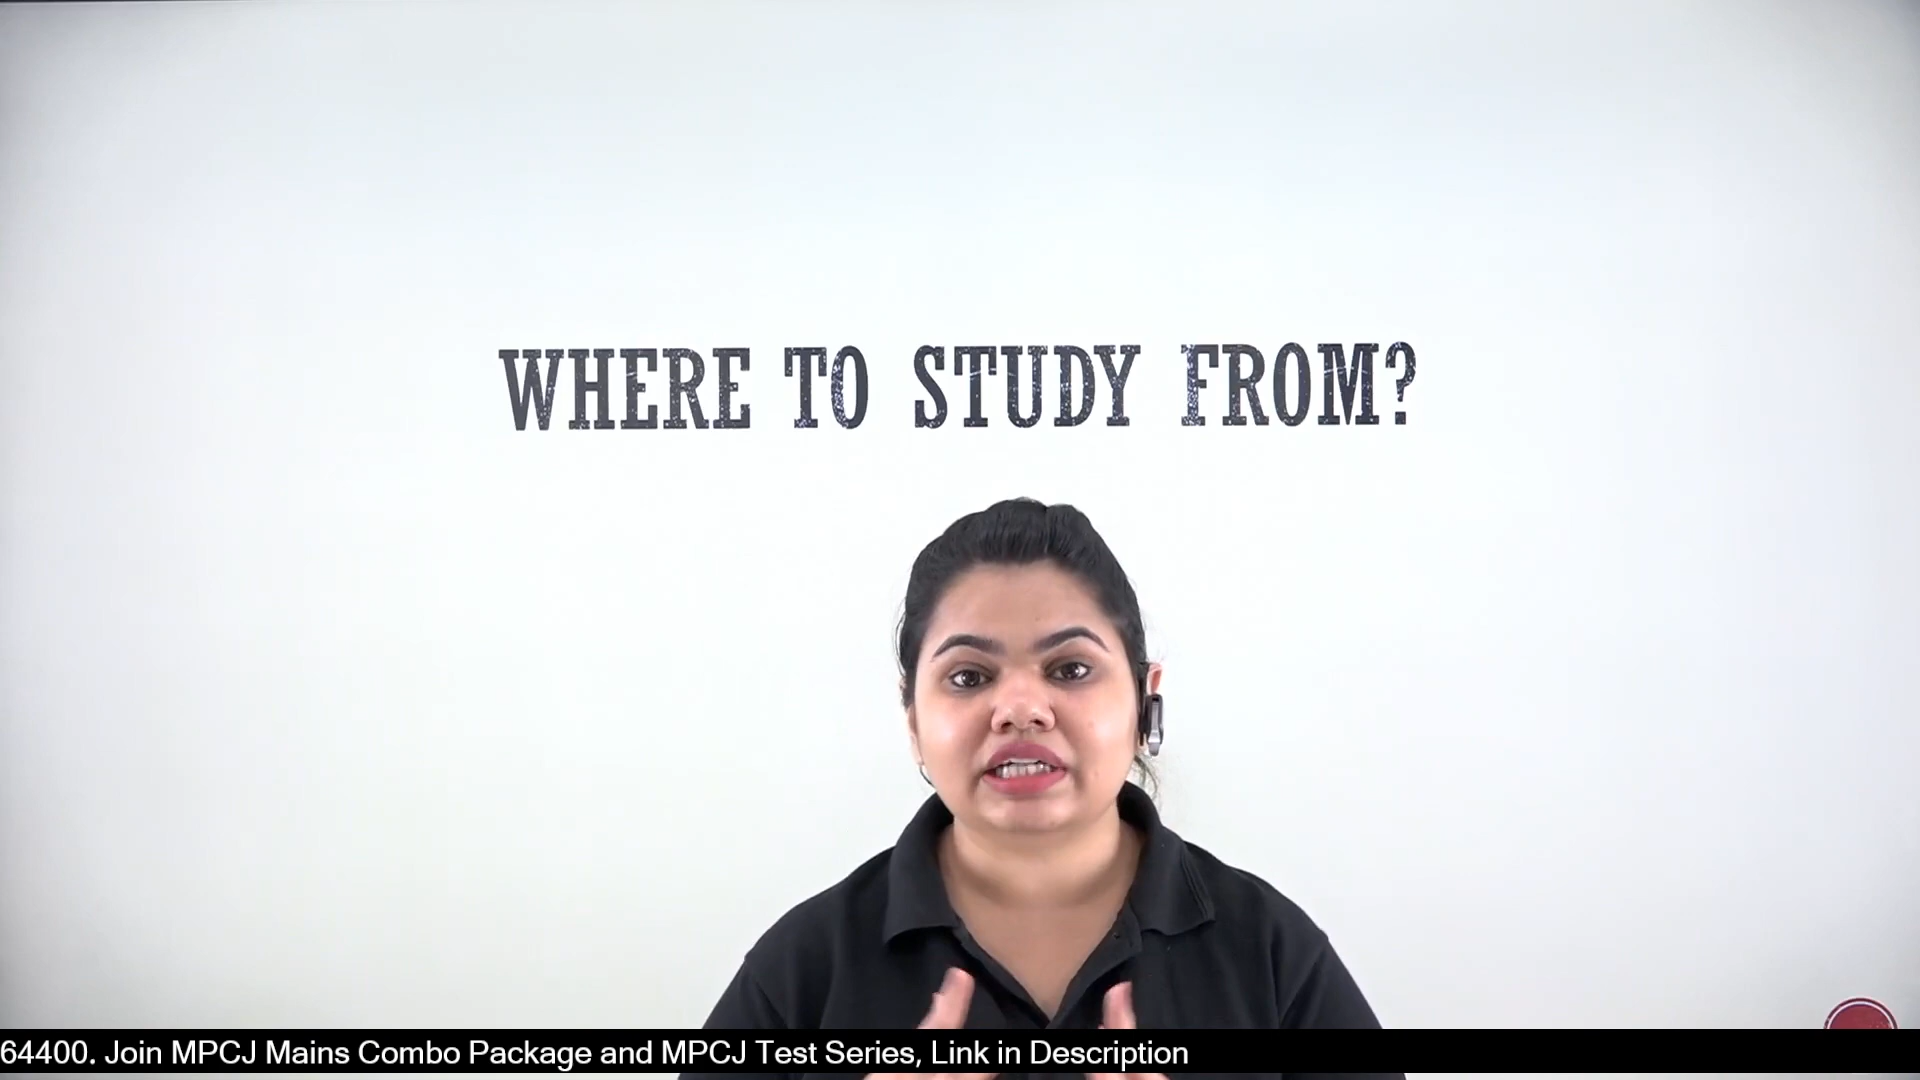 WHERE TO STUDY FROM?
64400. Join MPCJ Mains Combo Package and MPCJ Test Series, Link in Description